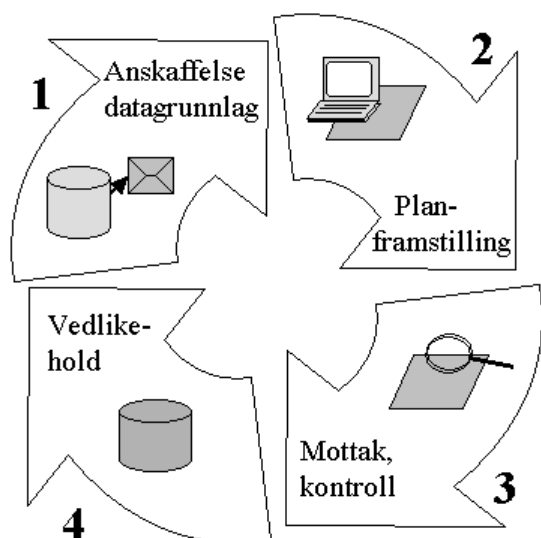 1
Anskaffelse
datagrunnlag
2
Plan-
framstilling
Mottak,
kontroll
3
Vedlike-
hold
4